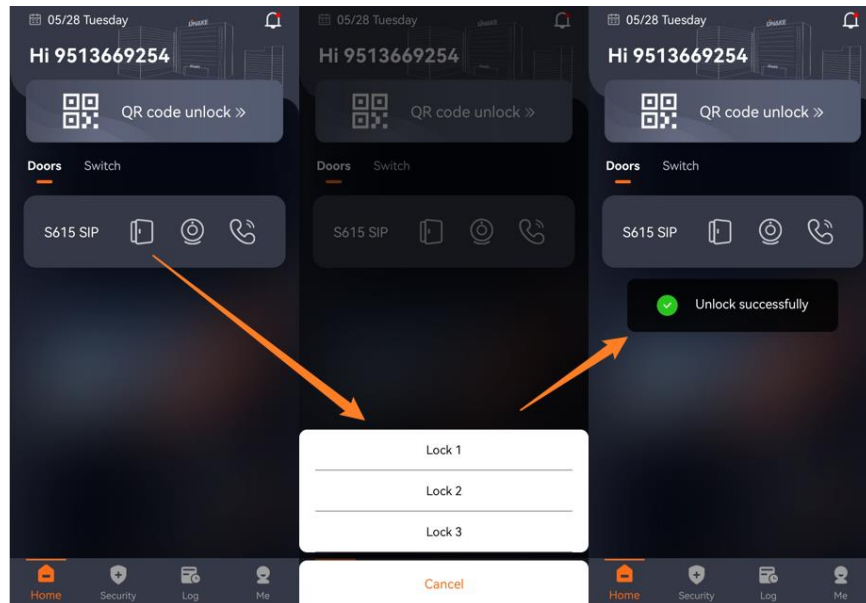 05/28 Tuesday
Hi 9513669254
QR code unlock »
Doors Switch
S615 SIP
Home Security Log Me
05/28 Tuesday
Hi 9513669254
QR code unlock »
Doors Switch
S615 SIP
Lock 1
Lock 2
Lock 3
Cancel
05/28 Tuesday
Hi 9513669254
QR code unlock »
Doors Switch
S615 SIP
Unlock successfully
Home Security Log Me